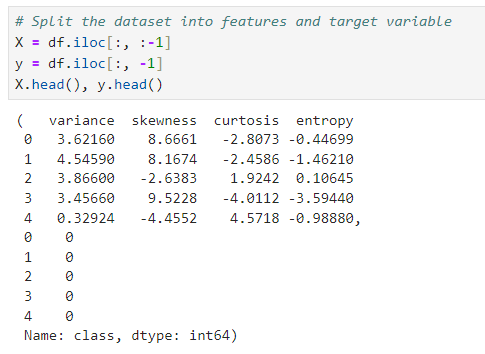 # Split the dataset into features and target variable
X = df.iloc[:, :-1]
y = df.iloc[:, -1]
X.head(), y.head()
(   variance  skewness  curtosis  entropy
0   3.62160    8.6661   -2.8073 -0.44699
1   4.54590    8.1674   -2.4586 -1.46210
2   3.86600   -2.6383    1.9242  0.10645
3   3.45660    9.5228   -4.0112 -3.59440
4   0.32924   -4.4552    4.5718 -0.98880,
0    0
1    0
2    0
3    0
4    0
Name: class, dtype: int64)